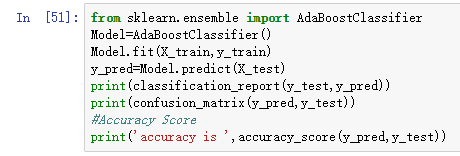 In [51]: from sklearn.ensemble import AdaBoostClassifier
Model=AdaBoostClassifier()
Model.fit(X_train,y_train)
y_pred=Model.predict(X_test)
print(classification_report(y_test,y_pred))
print(confusion_matrix(y_pred,y_test))
#Accuracy Score
print('accuracy is ',accuracy_score(y_pred,y_test))